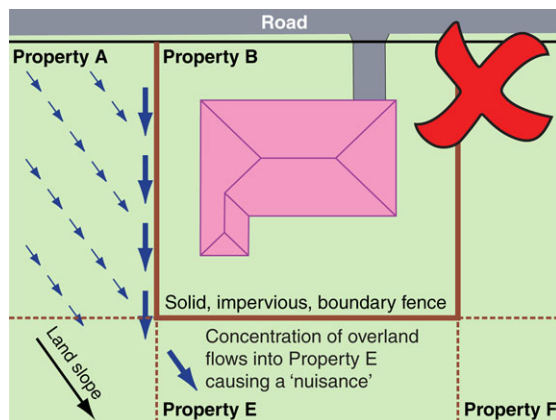 Road
Property A
Property B
Solid, impervious, boundary fence
Land slope
Concentration of overland
flows into Property E
causing a ‘nuisance’
Property E
Property F